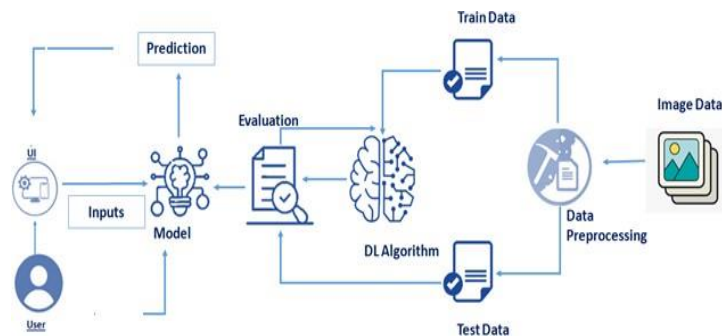 Train Data
Prediction
Image Data
Evaluation
UI
Inputs
Model
DL Algorithm
Data
Preprocessing
User
Test Data